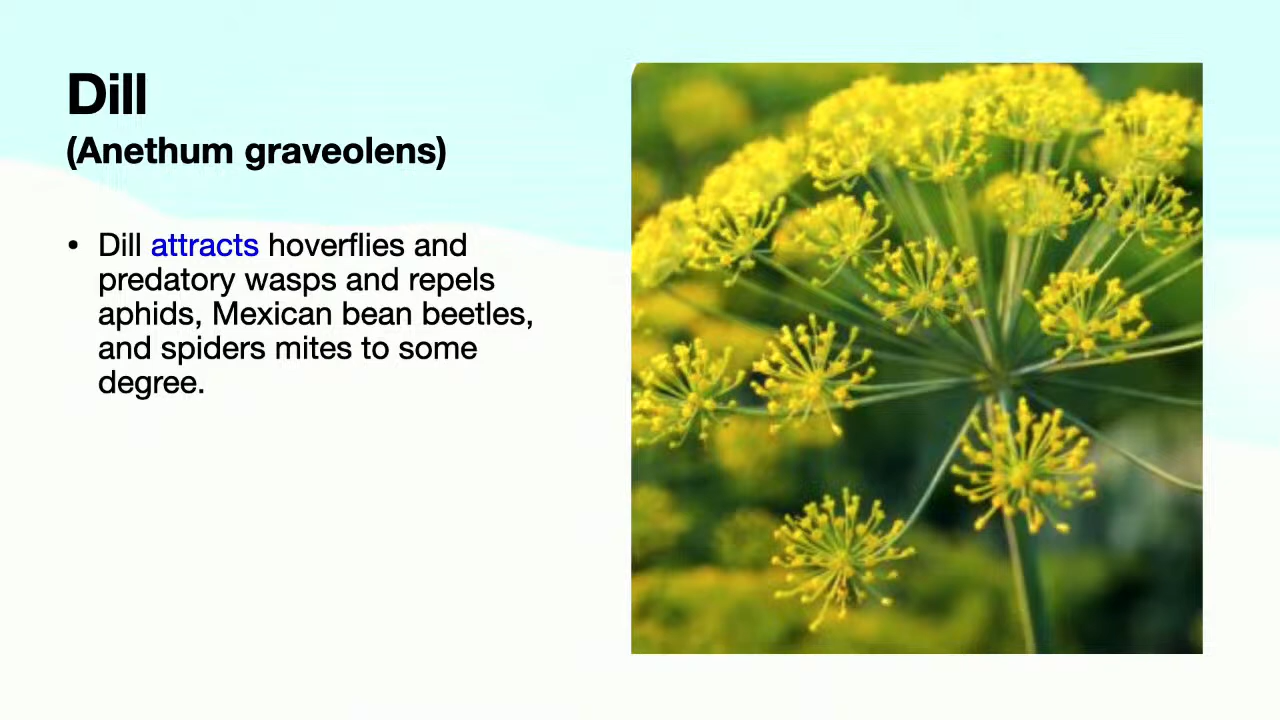 Dill
(Anethum graveolens)
• Dill attracts hoverflies and
predatory wasps and repels
aphids, Mexican bean beetles,
and spiders mites to some
degree.